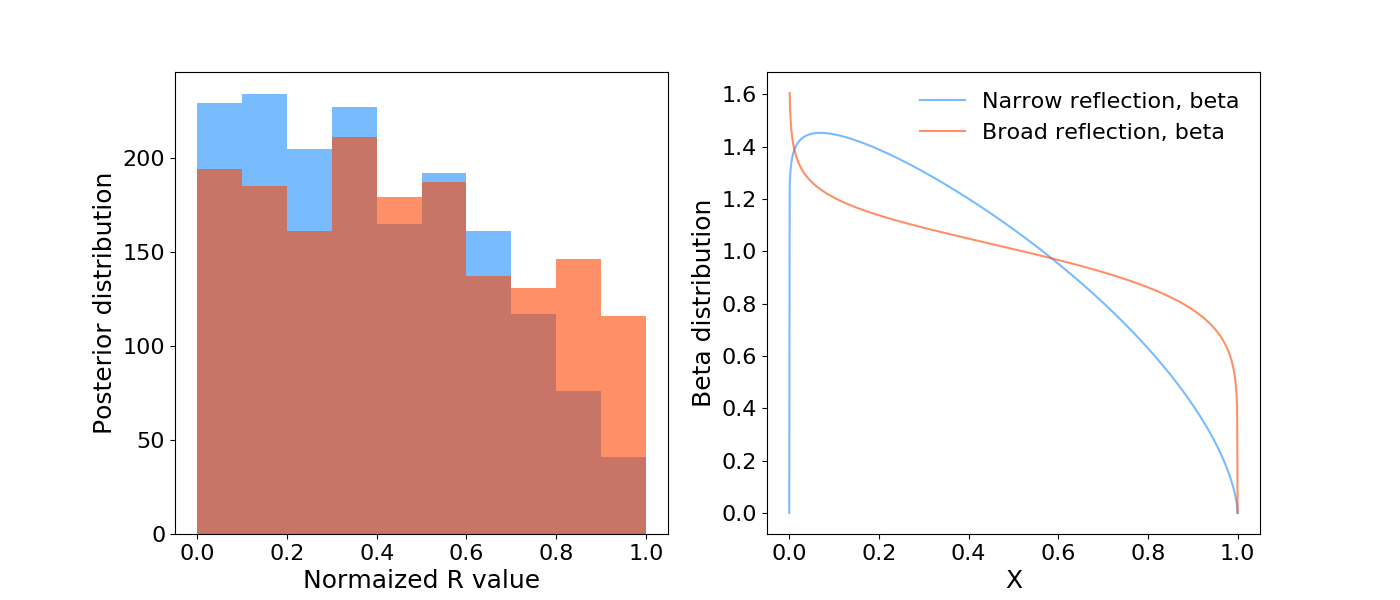 Posterior distribution
200
150
100
50
0
0.0 0.2 0.4 0.6 0.8 1.0
Normaized R value
Beta distribution
1.6
1.4
1.2
1.0
0.8
0.6
0.4
0.2
0.0
0.0 0.2 0.4 0.6 0.8 1.0
X
Narrow reflection, beta
Broad reflection, beta